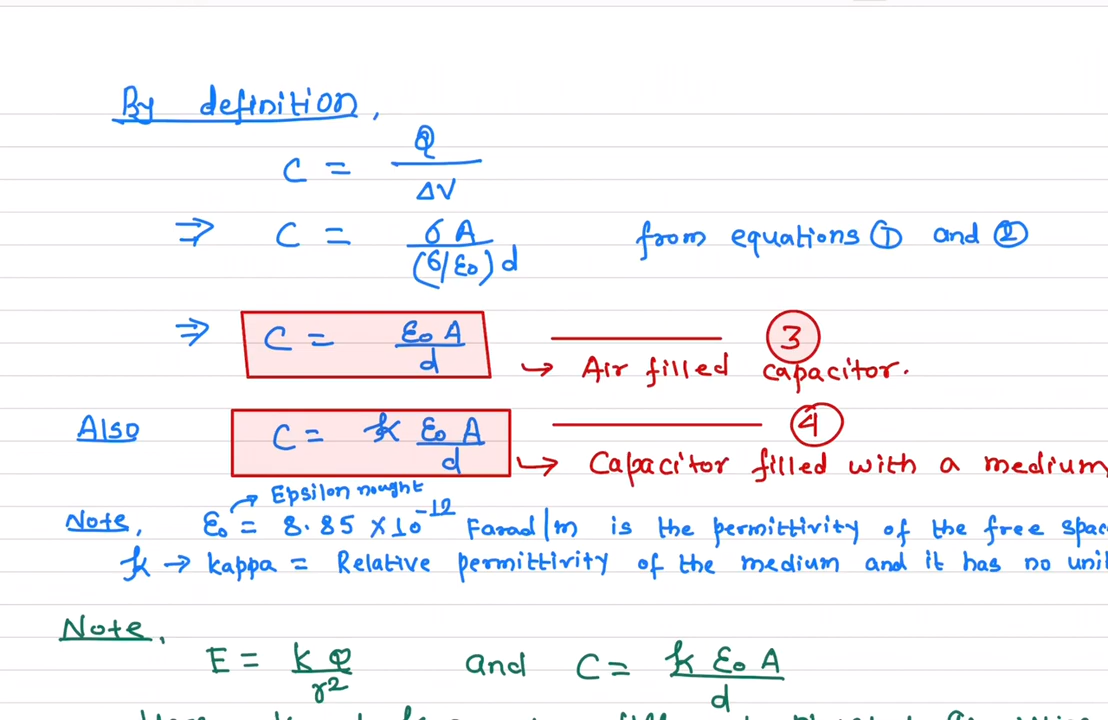 By definition,
C = Q / ΔV
⇒ C = σ A / (σ/ε₀) d from equations ① and ②
⇒ C = ε₀ A / d ——— ③
→ Air filled capacitor.
Also C = k ε₀ A / d ——— ④
→ Capacitor filled with a medium
Epsilon nought
Note, ε₀ = 8.85 × 10⁻¹² Farad/m is the permittivity of the free spac
k → kappa = Relative permittivity of the medium and it has no unit
Note,
E = k Q / r² and C = k ε₀ A / d